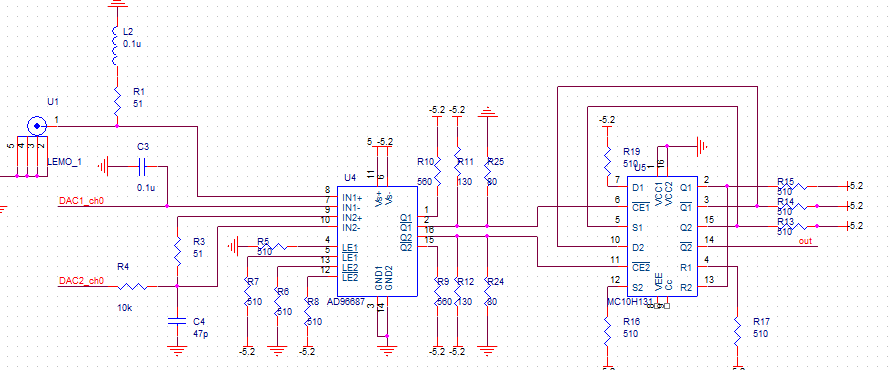 L2
0.1u
R1
51
U1
1
5 4 3 2
LEMO_1
C3
0.1u
DAC1_ch0
R3
51
DAC2_ch0
R4
10k
C4
47p
U4
5 -5.2
11 6
Vs+ Vs-
8 IN1+
7 IN1-
9 IN2+
10 IN2-
4 LE1
5 LE1
13 LE2
12 LE2
Q1 1
Q1 2
Q2 16
Q2 15
GND1 GND2
3 14
AD96687
R5
510
R7
510
R6
510
R8
510
-5.2
-5.2
-5.2 -5.2
R10
560
R11
130
R25
80
R9
560
R12
130
R24
80
-5.2 -5.2
-5.2
R19
510
U5
1 16
VCC1 VCC2
7 D1
6 CE1
5 S1
10 D2
11 CE2
12 S2
Q1 2
Q1 3
Q2 15
Q2 14
R1 4
R2 13
VEE Cc
8 9
MC10H131
R15
510
-5.2
R14
510
-5.2
R13
510
-5.2
out
R16
510
R17
510
-5.2
-5.2